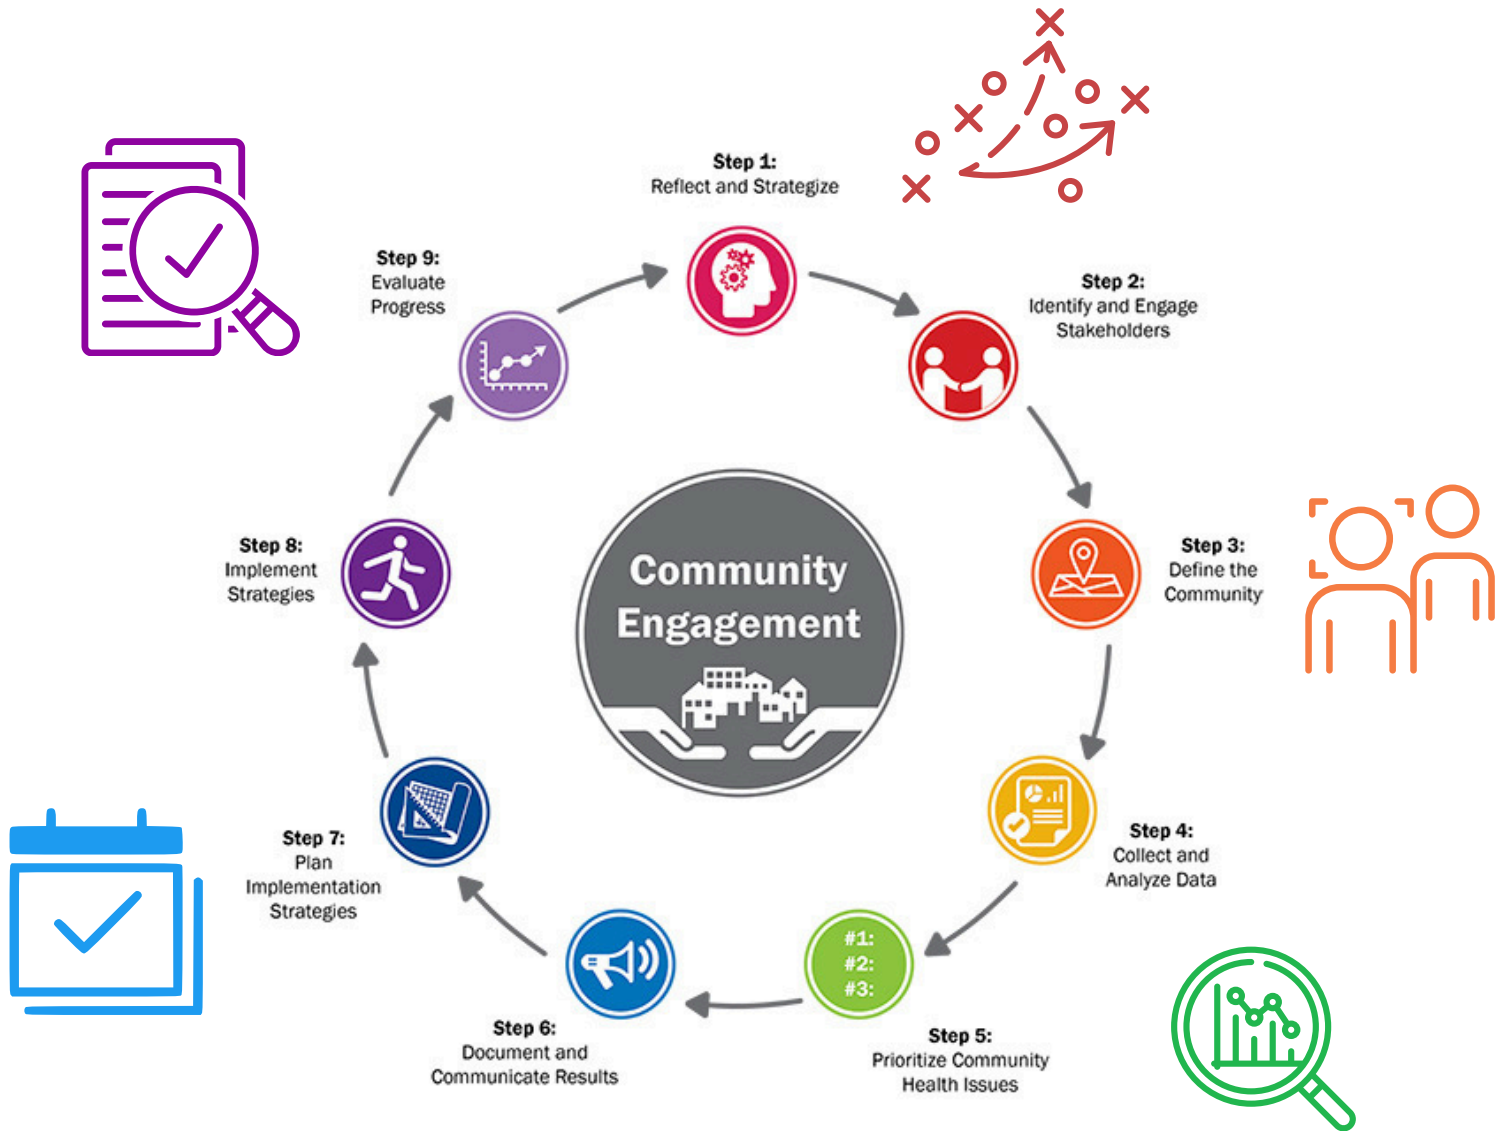 Step 1:
Reflect and Strategize
Step 2:
Identify and Engage
Stakeholders
Step 3:
Define the
Community
Step 4:
Collect and
Analyze Data
Step 5:
Prioritize Community
Health Issues
#1:
#2:
#3:
Step 6:
Document and
Communicate Results
Step 7:
Plan
Implementation
Strategies
Step 8:
Implement
Strategies
Step 9:
Evaluate
Progress
Community
Engagement